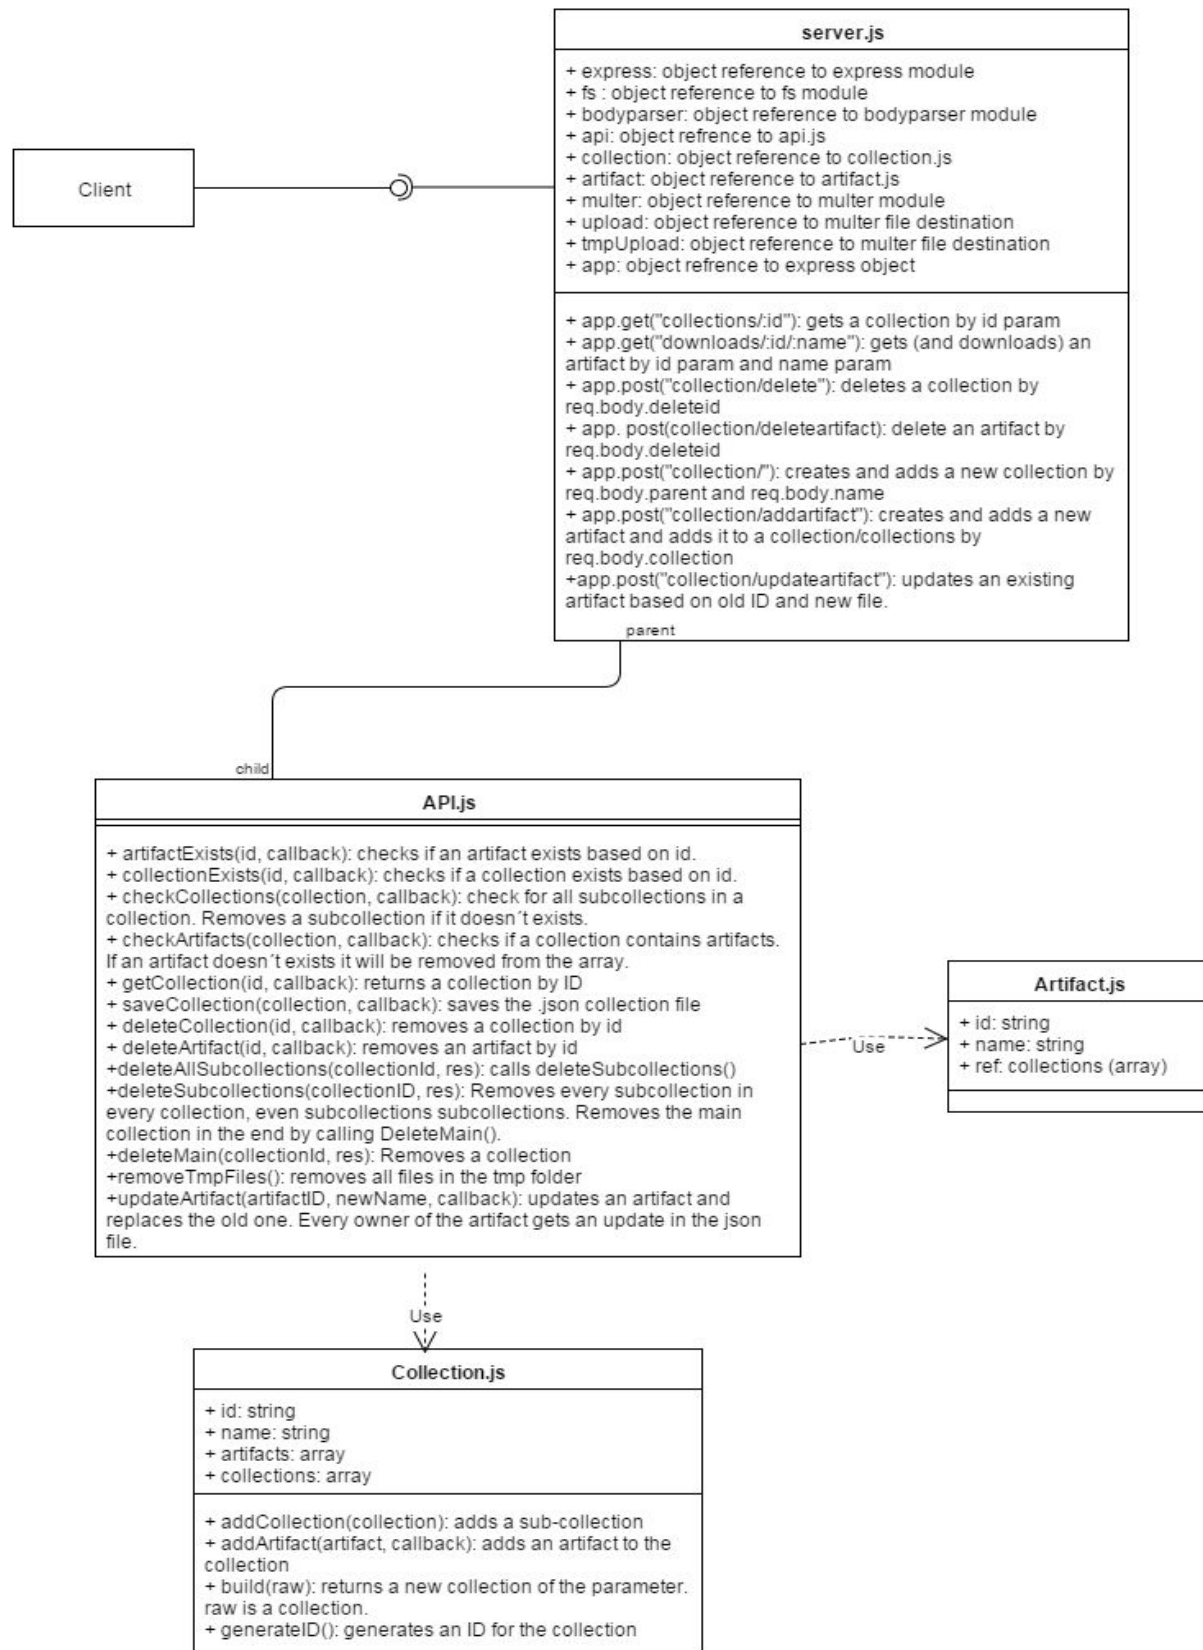 server.js
+ express: object reference to express module
+ fs : object reference to fs module
+ bodyparser: object reference to bodyparser module
+ api: object refrence to api.js
+ collection: object reference to collection.js
+ artifact: object reference to artifact.js
+ multer: object reference to multer module
+ upload: object reference to multer file destination
+ tmpUpload: object reference to multer file destination
+ app: object refrence to express object
Client
+ app.get("collections/:id"): gets a collection by id param
+ app.get("downloads/:id/:name"): gets (and downloads) an
artifact by id param and name param
+ app.post("collection/delete"): deletes a collection by
req.body.deleteid
+ app. post(collection/deleteartifact): delete an artifact by
req.body.deleteid
+ app.post("collection/"): creates and adds a new collection by
req.body.parent and req.body.name
+ app.post("collection/addartifact"): creates and adds a new
artifact and adds it to a collection/collections by
req.body.collection
+app.post("collection/updateartifact"): updates an existing
artifact based on old ID and new file.
parent
child
API.js
+ artifactExists(id, callback): checks if an artifact exists based on id.
+ collectionExists(id, callback): checks if a collection exists based on id.
+ checkCollections(collection, callback): check for all subcollections in a
collection. Removes a subcollection if it doesn´t exists.
+ checkArtifacts(collection, callback): checks if a collection contains artifacts.
If an artifact doesn´t exists it will be removed from the array.
+ getCollection(id, callback): returns a collection by ID
+ saveCollection(collection, callback): saves the .json collection file
+ deleteCollection(id, callback): removes a collection by id
+ deleteArtifact(id, callback): removes an artifact by id
+deleteAllSubcollections(collectionId, res): calls deleteSubcollections()
+deleteSubcollections(collectionID, res): Removes every subcollection in
every collection, even subcollections subcollections. Removes the main
collection in the end by calling DeleteMain().
+deleteMain(collectionId, res): Removes a collection
+removeTmpFiles(): removes all files in the tmp folder
+updateArtifact(artifactID, newName, callback): updates an artifact and
replaces the old one. Every owner of the artifact gets an update in the json
file.
Use
Artifact.js
+ id: string
+ name: string
+ ref: collections (array)
Use
Collection.js
+ id: string
+ name: string
+ artifacts: array
+ collections: array
+ addCollection(collection): adds a sub-collection
+ addArtifact(artifact, callback): adds an artifact to the
collection
+ build(raw): returns a new collection of the parameter.
raw is a collection.
+ generateID(): generates an ID for the collection